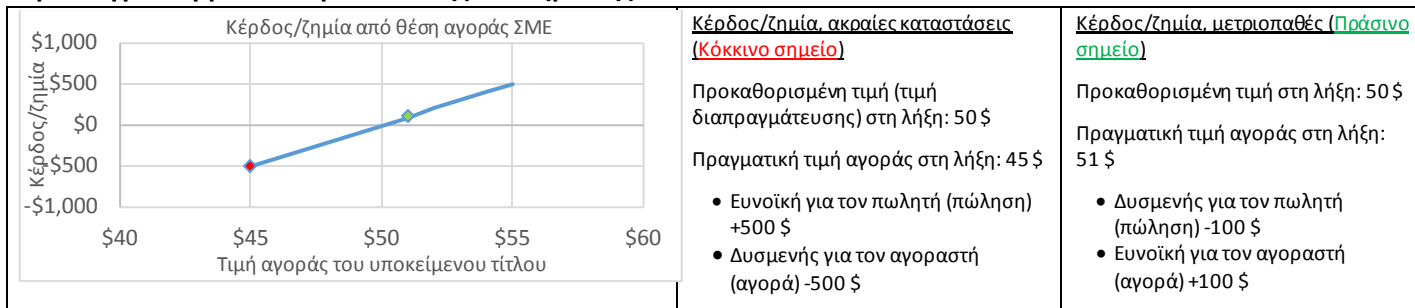 Κέρδος/ζημία από θέση αγοράς ΣΜΕ
$1,000
$500
$0
-$500
-$1,000
Κέρδος/ζημία
$40 $45 $50 $55 $60
Τιμή αγοράς του υποκείμενου τίτλου
Κέρδος/ζημία, ακραίες καταστάσεις
(Κόκκινο σημείο)
Προκαθορισμένη τιμή (τιμή
διαπραγμάτευσης) στη λήξη: 50 $
Πραγματική τιμή αγοράς στη λήξη: 45 $
• Ευνοϊκή για τον πωλητή (πώληση)
+500 $
• Δυσμενής για τον αγοραστή
(αγορά) -500 $
Κέρδος/ζημία, μετριοπαθές (Πράσινο
σημείο)
Προκαθορισμένη τιμή στη λήξη: 50 $
Πραγματική τιμή αγοράς στη λήξη:
51 $
• Δυσμενής για τον πωλητή
(πώληση) -100 $
• Ευνοϊκή για τον αγοραστή
(αγορά) +100 $